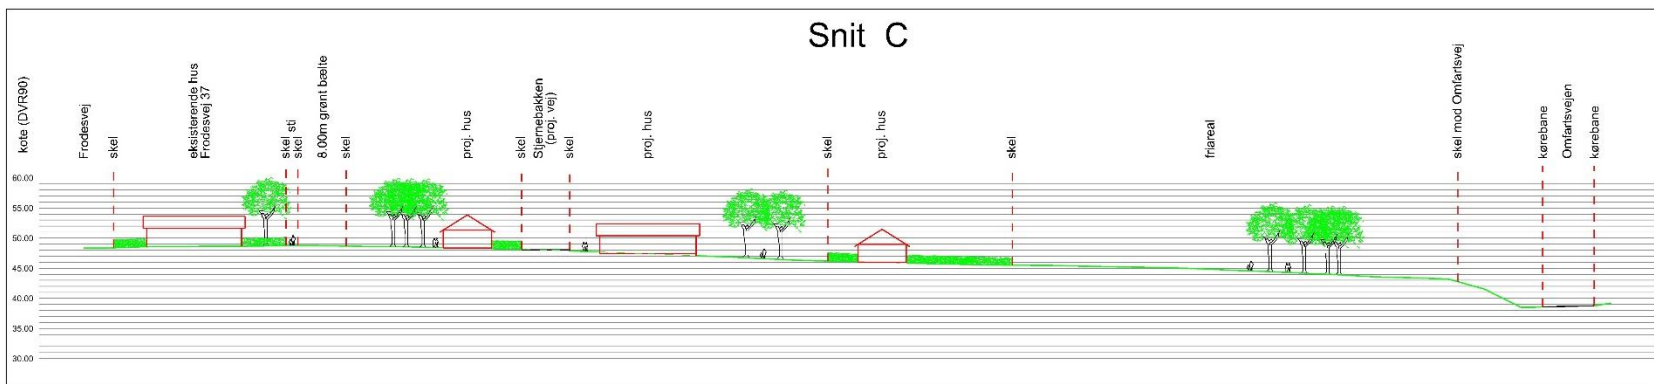 Snit C
kote (DVR90)
Frodesvej
skel
eksisterende hus
Frodesvej 37
skel
sti
skel
8.00m grønt bælte
skel
proj. hus
skel
Stjernebakken
(proj. vej)
skel
proj. hus
skel
proj. hus
skel
friareal
skel mod Omfartsvej
kørebane
Omfartsvejen
kørebane
60.00
55.00
50.00
45.00
40.00
35.00
30.00